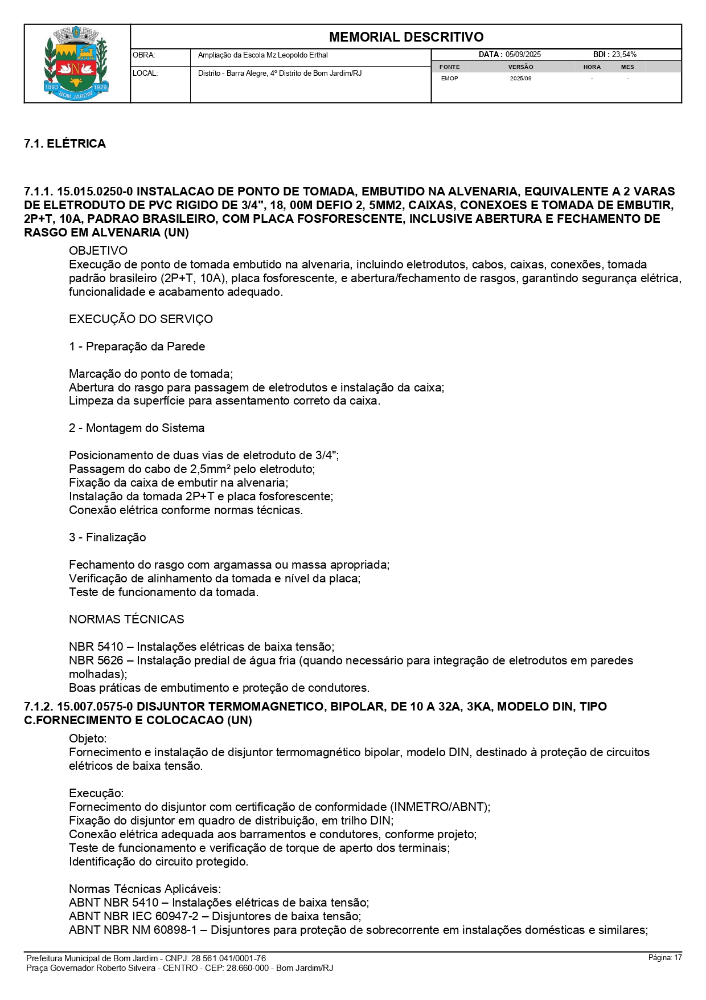 MEMORIAL DESCRITIVO
OBRA: Ampliação da Escola Mz Leopoldo Erthal
DATA : 05/09/2025 BDI : 23,54%
FONTE VERSÃO HORA MES
EMOP 2025/09 - -
LOCAL: Distrito - Barra Alegre, 4º Distrito de Bom Jardim/RJ
N
1893 1929
BOM JARDIM
7.1. ELÉTRICA
7.1.1. 15.015.0250-0 INSTALACAO DE PONTO DE TOMADA, EMBUTIDO NA ALVENARIA, EQUIVALENTE A 2 VARAS
DE ELETRODUTO DE PVC RIGIDO DE 3/4", 18, 00M DEFIO 2, 5MM2, CAIXAS, CONEXOES E TOMADA DE EMBUTIR,
2P+T, 10A, PADRAO BRASILEIRO, COM PLACA FOSFORESCENTE, INCLUSIVE ABERTURA E FECHAMENTO DE
RASGO EM ALVENARIA (UN)
OBJETIVO
Execução de ponto de tomada embutido na alvenaria, incluindo eletrodutos, cabos, caixas, conexões, tomada
padrão brasileiro (2P+T, 10A), placa fosforescente, e abertura/fechamento de rasgos, garantindo segurança elétrica,
funcionalidade e acabamento adequado.
EXECUÇÃO DO SERVIÇO
1 - Preparação da Parede
Marcação do ponto de tomada;
Abertura do rasgo para passagem de eletrodutos e instalação da caixa;
Limpeza da superfície para assentamento correto da caixa.
2 - Montagem do Sistema
Posicionamento de duas vias de eletroduto de 3/4";
Passagem do cabo de 2,5mm² pelo eletroduto;
Fixação da caixa de embutir na alvenaria;
Instalação da tomada 2P+T e placa fosforescente;
Conexão elétrica conforme normas técnicas.
3 - Finalização
Fechamento do rasgo com argamassa ou massa apropriada;
Verificação de alinhamento da tomada e nível da placa;
Teste de funcionamento da tomada.
NORMAS TÉCNICAS
NBR 5410 – Instalações elétricas de baixa tensão;
NBR 5626 – Instalação predial de água fria (quando necessário para integração de eletrodutos em paredes
molhadas);
Boas práticas de embutimento e proteção de condutores.
7.1.2. 15.007.0575-0 DISJUNTOR TERMOMAGNETICO, BIPOLAR, DE 10 A 32A, 3KA, MODELO DIN, TIPO
C.FORNECIMENTO E COLOCACAO (UN)
Objeto:
Fornecimento e instalação de disjuntor termomagnético bipolar, modelo DIN, destinado à proteção de circuitos
elétricos de baixa tensão.
Execução:
Fornecimento do disjuntor com certificação de conformidade (INMETRO/ABNT);
Fixação do disjuntor em quadro de distribuição, em trilho DIN;
Conexão elétrica adequada aos barramentos e condutores, conforme projeto;
Teste de funcionamento e verificação de torque de aperto dos terminais;
Identificação do circuito protegido.
Normas Técnicas Aplicáveis:
ABNT NBR 5410 – Instalações elétricas de baixa tensão;
ABNT NBR IEC 60947-2 – Disjuntores de baixa tensão;
ABNT NBR NM 60898-1 – Disjuntores para proteção de sobrecorrente em instalações domésticas e similares;
Prefeitura Municipal de Bom Jardim - CNPJ: 28.561.041/0001-76
Página: 17
Praça Governador Roberto Silveira - CENTRO - CEP: 28.660-000 - Bom Jardim/RJ